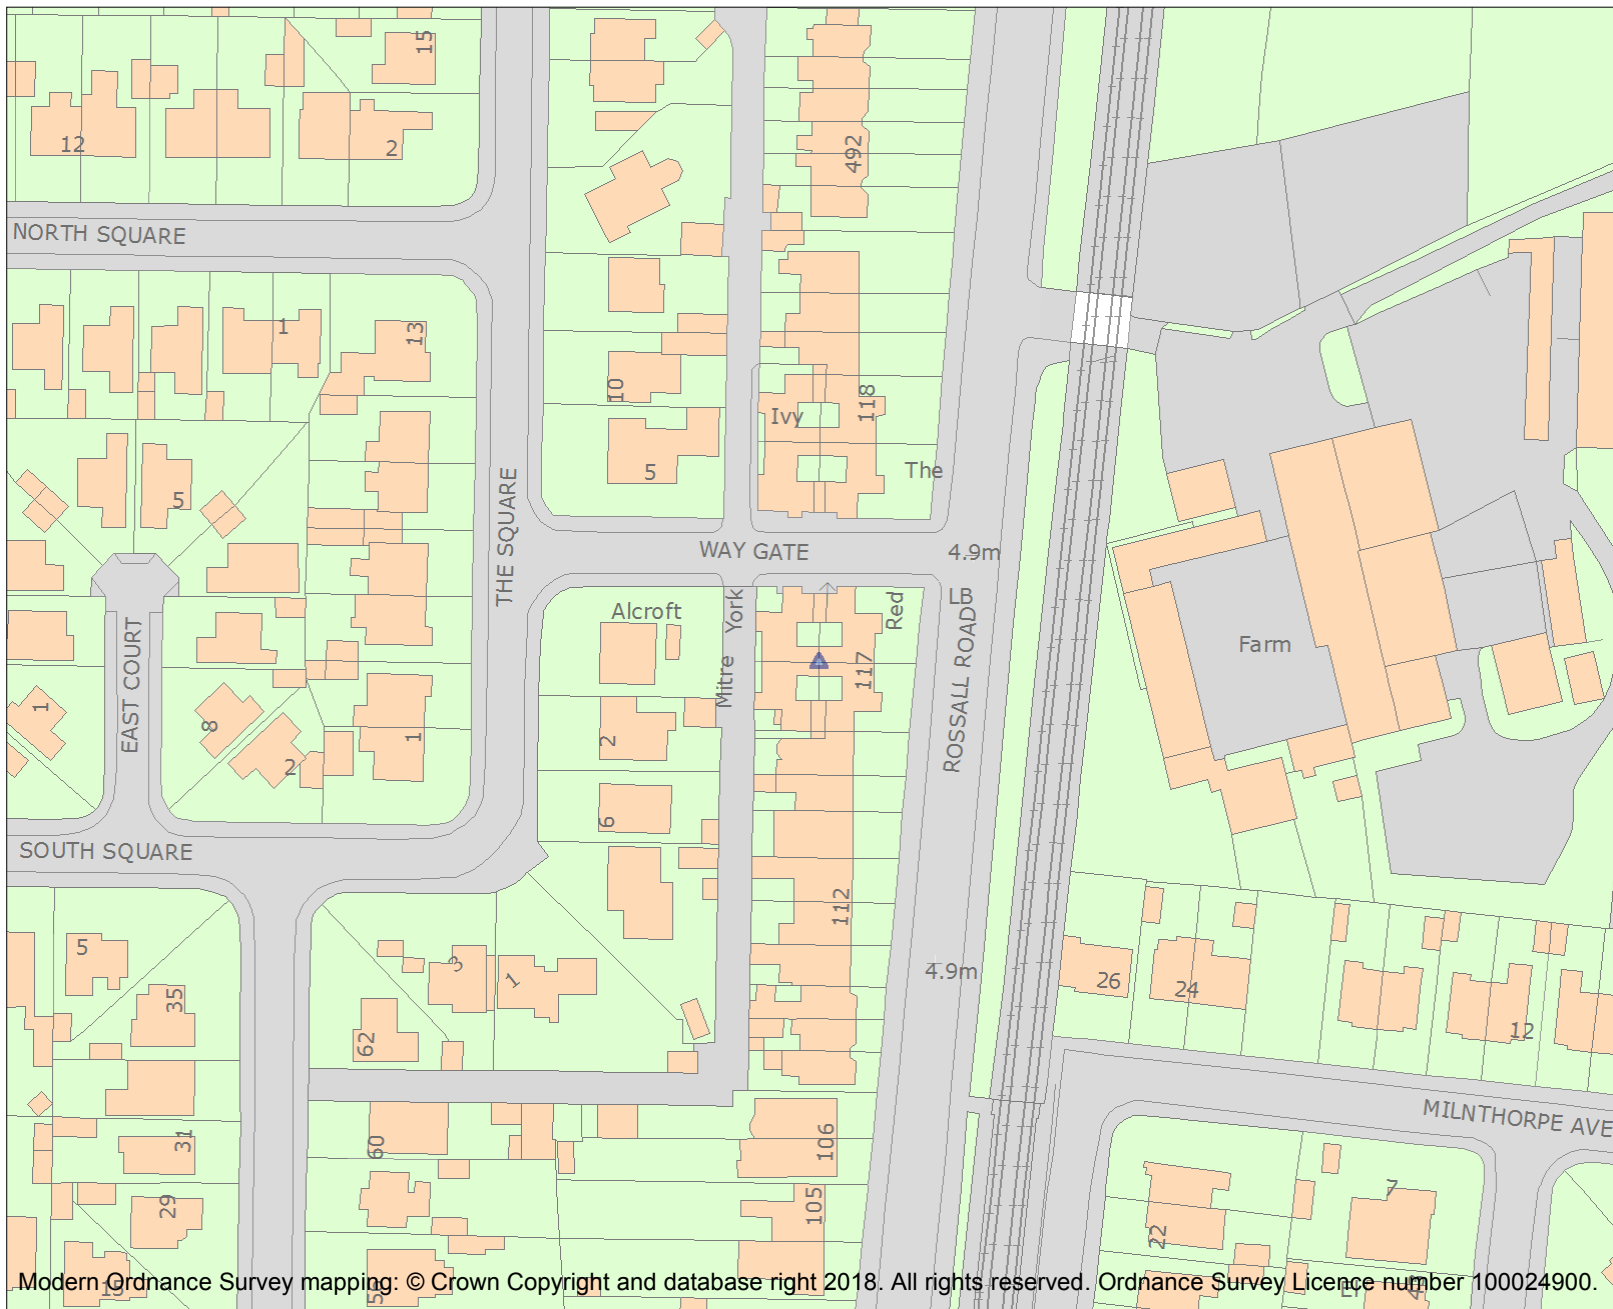 15
12
2
492
NORTH SQUARE
1
13
10
118
Ivy
The
5
5
THE SQUARE
WAY GATE
4.9m
LB
Alcroft
York
Red
Mitre
117
ROSSALL ROAD
Farm
EAST COURT
1
8
2
1
2
6
SOUTH SQUARE
112
5
3
1
4.9m
26
24
35
62
12
MILNTHORPE AVE
31
60
106
29
105
7
22
15
58
Modern Ordnance Survey mapping: © Crown Copyright and database right 2018. All rights reserved. Ordnance Survey Licence number 100024900.